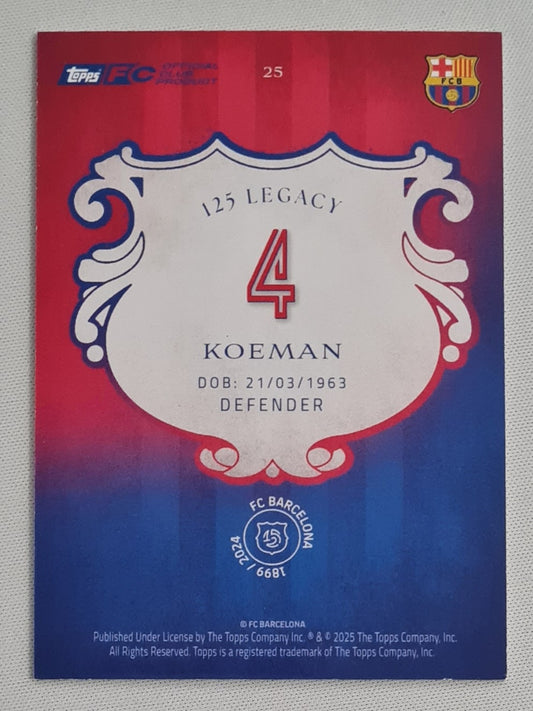 topps FC OFFICIAL CLUB PRODUCT
25
FCB
125 LEGACY
4
KOEMAN
DOB: 21/03/1963
DEFENDER
FC BARCELONA
125
1899 / 2024
© FC BARCELONA
Published Under License by The Topps Company Inc. ® & © 2025 The Topps Company, Inc.
All Rights Reserved. Topps is a registered trademark of The Topps Company, Inc.